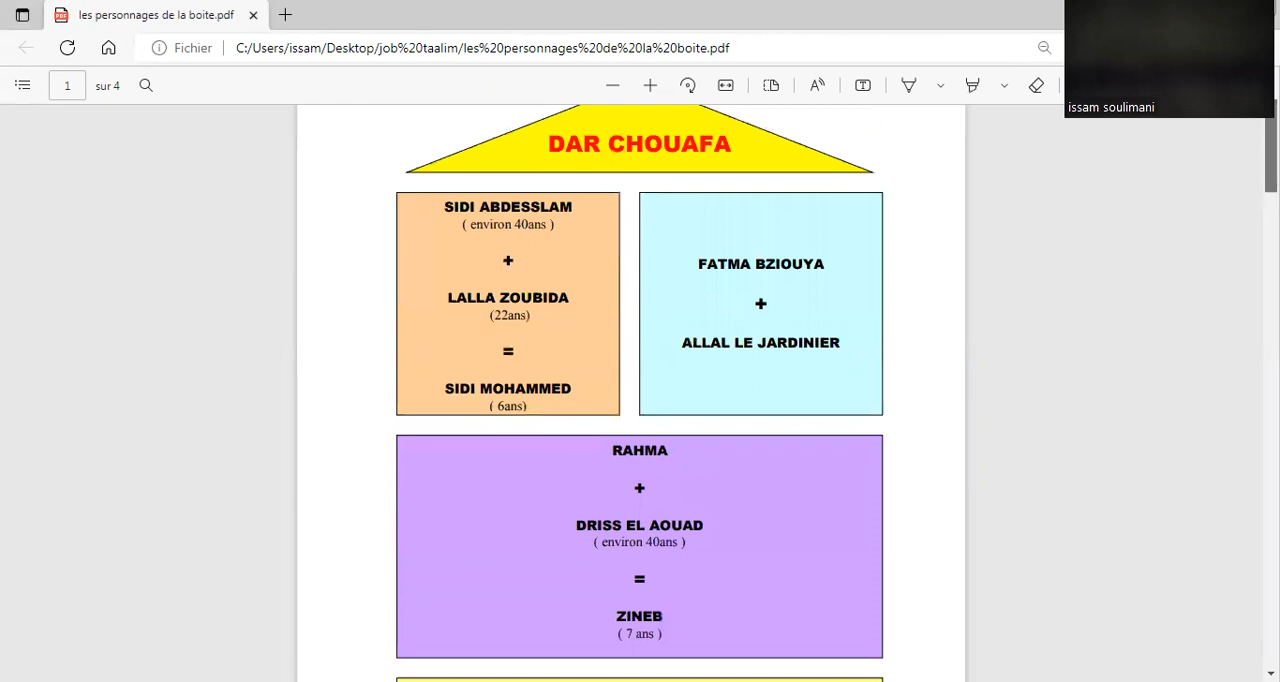 les personnages de la boite.pdf
Fichier
C:/Users/issam/Desktop/job%20taalim/les%20personnages%20de%20la%20boite.pdf
issam soulimani
1 sur 4
DAR CHOUAFA
SIDI ABDESSLAM
( environ 40ans )
+
LALLA ZOUBIDA
(22ans)
=
SIDI MOHAMMED
( 6ans)
FATMA BZIOUYA
+
ALLAL LE JARDINIER
RAHMA
+
DRISS EL AOUAD
( environ 40ans )
=
ZINEB
( 7 ans )